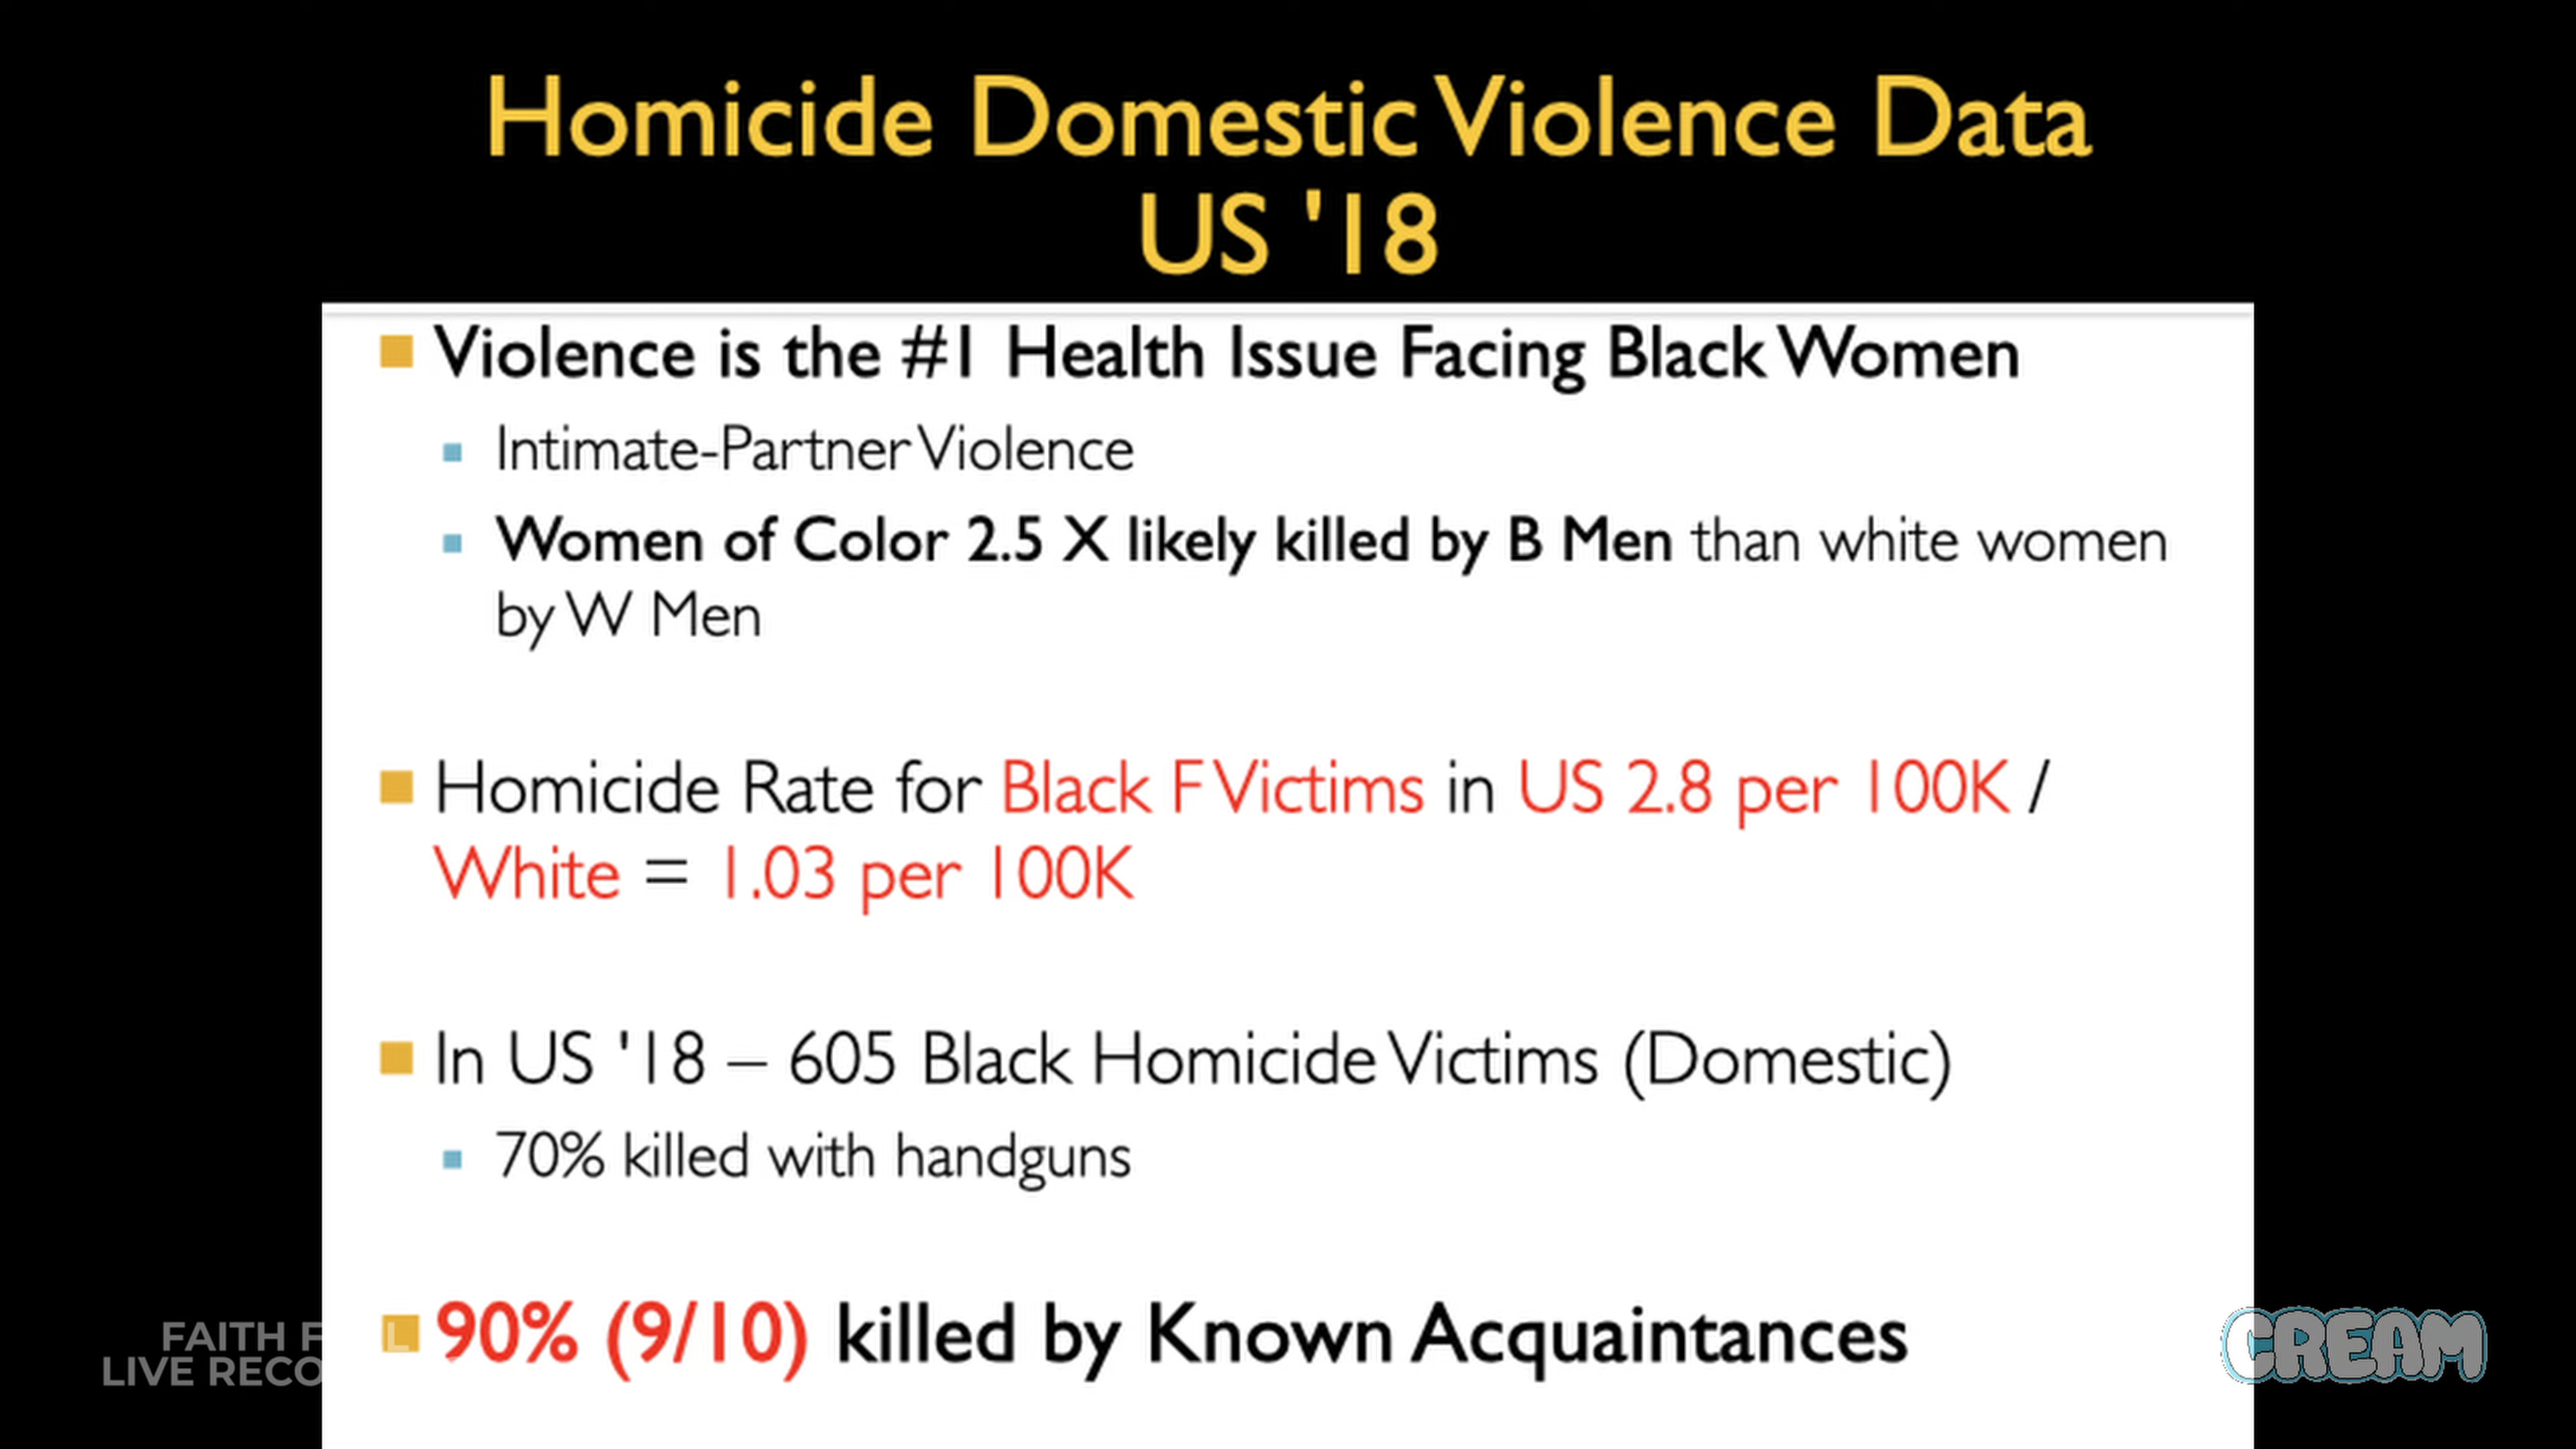 Homicide Domestic Violence Data
US '18
Violence is the #1 Health Issue Facing Black Women
Intimate-Partner Violence
Women of Color 2.5 X likely killed by B Men than white women
by W Men
Homicide Rate for Black F Victims in US 2.8 per 100K /
White = 1.03 per 100K
In US '18 – 605 Black Homicide Victims (Domestic)
70% killed with handguns
90% (9/10) killed by Known Acquaintances
FAITH
LIVE
CREAM